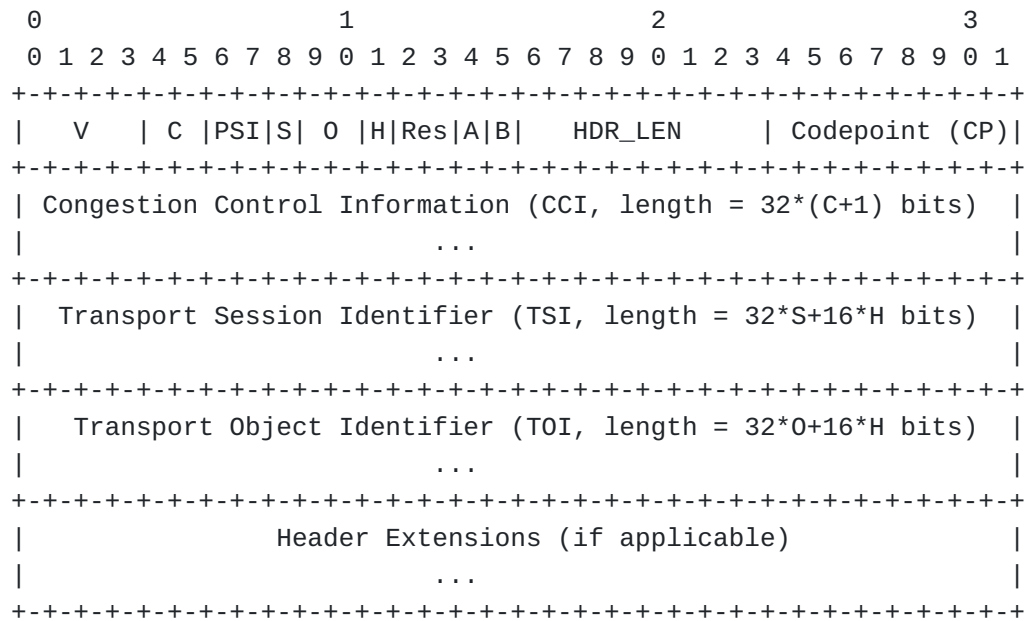 0                   1                   2                   3
 0 1 2 3 4 5 6 7 8 9 0 1 2 3 4 5 6 7 8 9 0 1 2 3 4 5 6 7 8 9 0 1
+-+-+-+-+-+-+-+-+-+-+-+-+-+-+-+-+-+-+-+-+-+-+-+-+-+-+-+-+-+-+-+-+
|   V   | C |PSI|S| O |H|Res|A|B|   HDR_LEN     | Codepoint (CP)|
+-+-+-+-+-+-+-+-+-+-+-+-+-+-+-+-+-+-+-+-+-+-+-+-+-+-+-+-+-+-+-+-+
| Congestion Control Information (CCI, length = 32*(C+1) bits)  |
|                          ...                                  |
+-+-+-+-+-+-+-+-+-+-+-+-+-+-+-+-+-+-+-+-+-+-+-+-+-+-+-+-+-+-+-+-+
|  Transport Session Identifier (TSI, length = 32*S+16*H bits)  |
|                          ...                                  |
+-+-+-+-+-+-+-+-+-+-+-+-+-+-+-+-+-+-+-+-+-+-+-+-+-+-+-+-+-+-+-+-+
|   Transport Object Identifier (TOI, length = 32*O+16*H bits)  |
|                          ...                                  |
+-+-+-+-+-+-+-+-+-+-+-+-+-+-+-+-+-+-+-+-+-+-+-+-+-+-+-+-+-+-+-+-+
|                Header Extensions (if applicable)              |
|                          ...                                  |
+-+-+-+-+-+-+-+-+-+-+-+-+-+-+-+-+-+-+-+-+-+-+-+-+-+-+-+-+-+-+-+-+